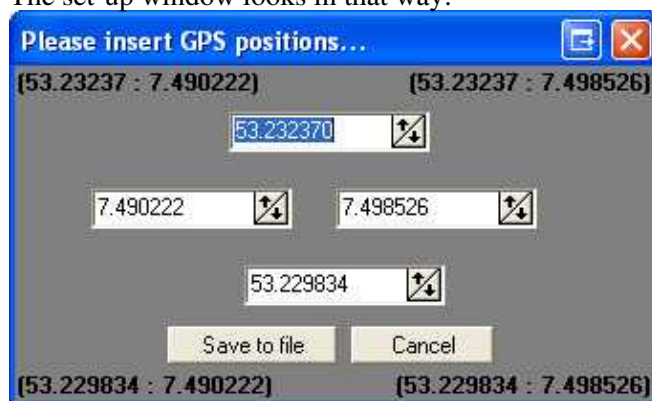 The set-up window looks in that way:
Please insert GPS positions...
(53.23237 : 7.490222) (53.23237 : 7.498526)
53.232370
7.490222 7.498526
53.229834
Save to file Cancel
(53.229834 : 7.490222) (53.229834 : 7.498526)